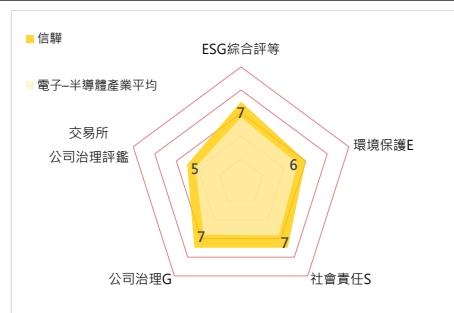 信驊
電子–半導體產業平均
ESG綜合評等
7
環境保護E
6
社會責任S
7
公司治理G
7
交易所
公司治理評鑑
5